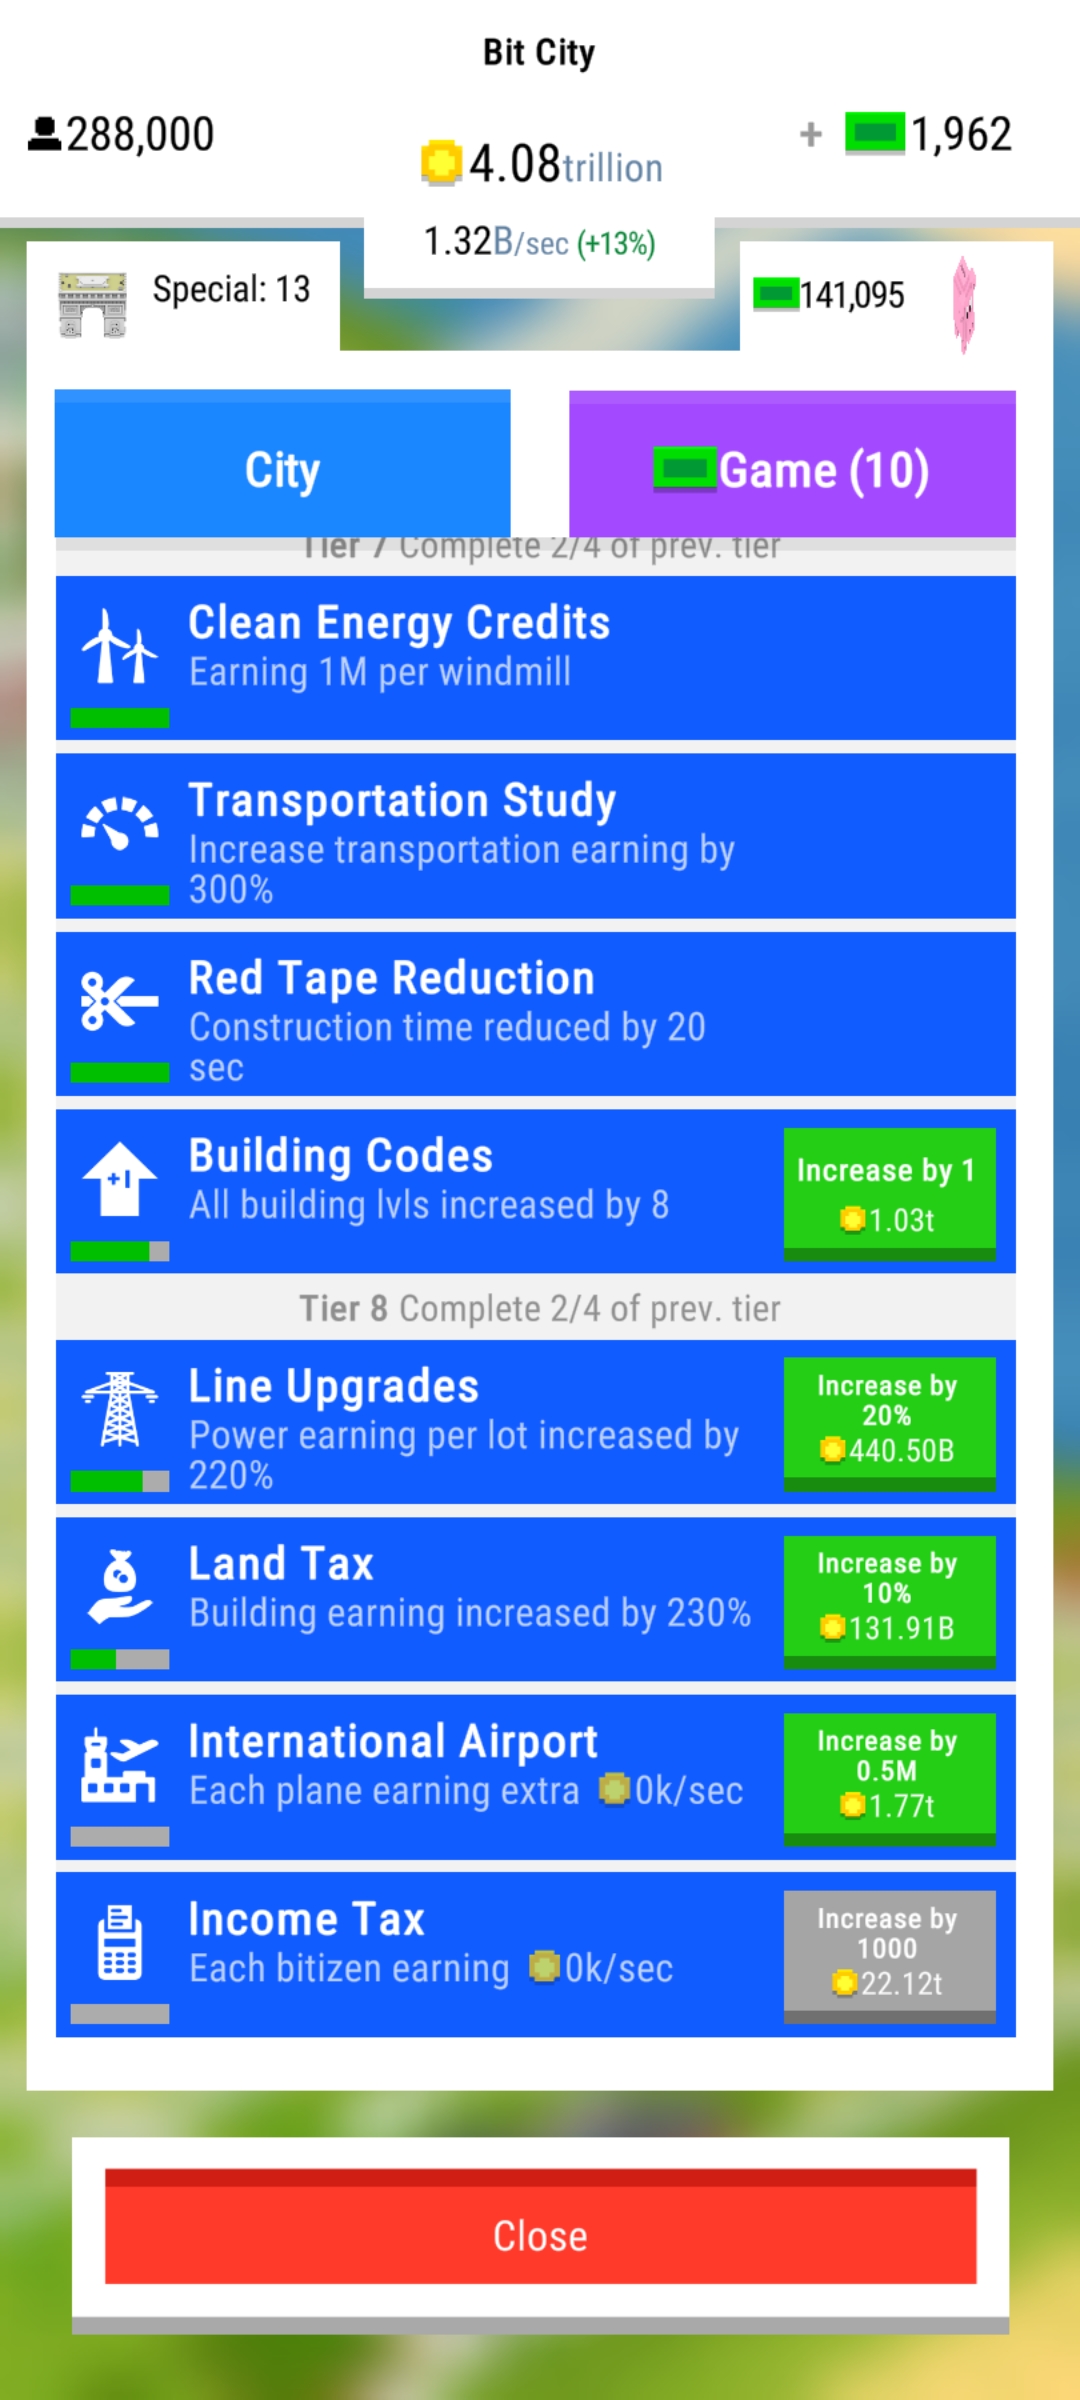 Bit City
288,000
4.08trillion
+ 1,962
1.32B/sec (+13%)
Special: 13
141,095
City
Game (10)
Tier 7 Complete 2/4 of prev. tier
Clean Energy Credits
Earning 1M per windmill
Transportation Study
Increase transportation earning by
300%
Red Tape Reduction
Construction time reduced by 20
sec
+1
Building Codes
All building lvls increased by 8
Increase by 1
1.03t
Tier 8 Complete 2/4 of prev. tier
Line Upgrades
Power earning per lot increased by
220%
Increase by
20%
440.50B
Land Tax
Building earning increased by 230%
Increase by
10%
131.91B
International Airport
Each plane earning extra 0k/sec
Increase by
0.5M
1.77t
Income Tax
Each bitizen earning 0k/sec
Increase by
1000
22.12t
Close